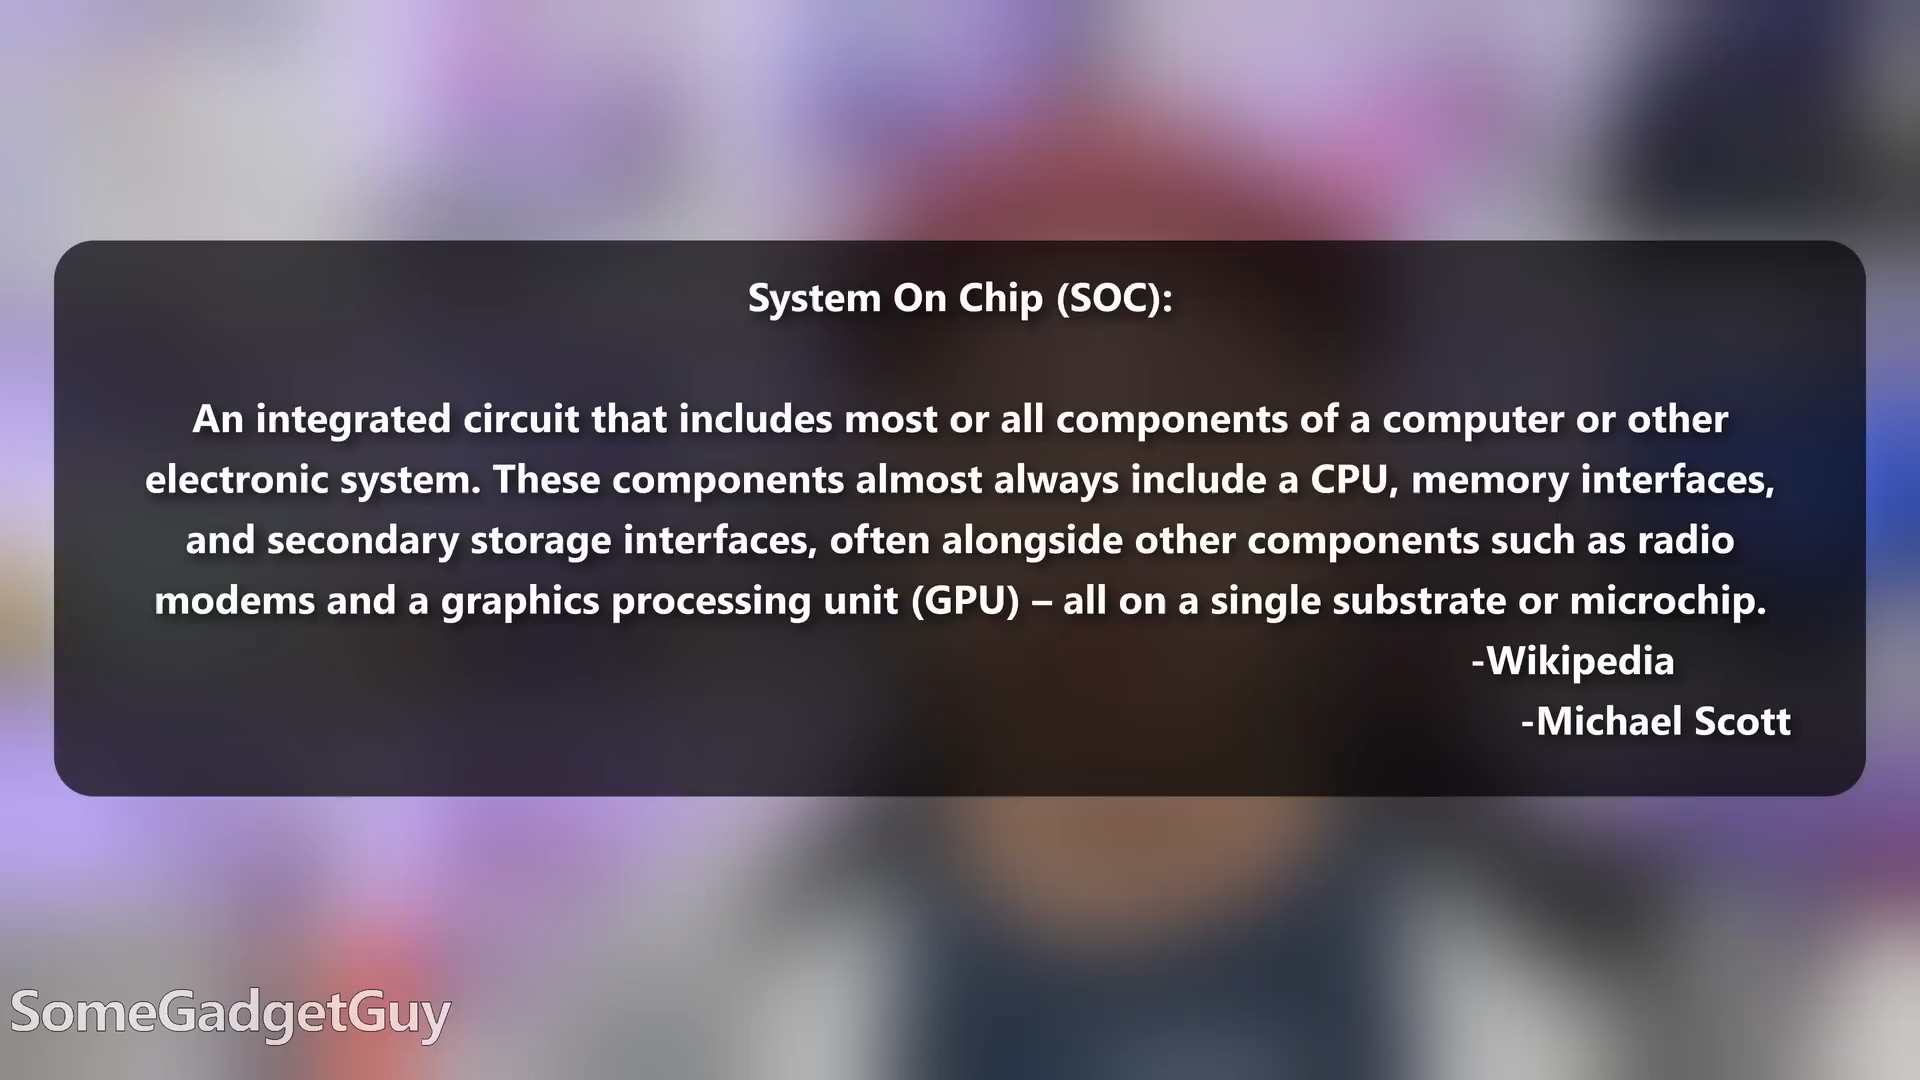 System On Chip (SOC):
An integrated circuit that includes most or all components of a computer or other
electronic system. These components almost always include a CPU, memory interfaces,
and secondary storage interfaces, often alongside other components such as radio
modems and a graphics processing unit (GPU) – all on a single substrate or microchip.
-Wikipedia
-Michael Scott
SomeGadgetGuy